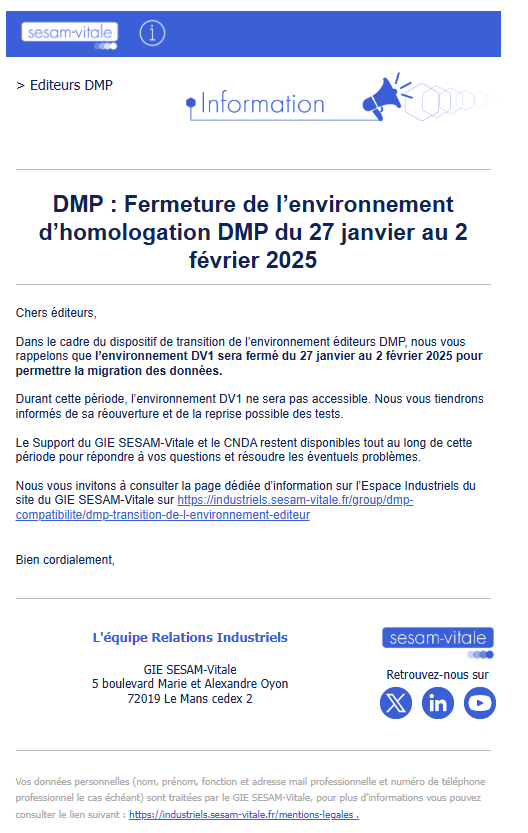 sesam-vitale
> Editeurs DMP
Information
DMP : Fermeture de l’environnement
d’homologation DMP du 27 janvier au 2
février 2025
Chers éditeurs,
Dans le cadre du dispositif de transition de l’environnement éditeurs DMP, nous vous
rappelons que l’environnement DV1 sera fermé du 27 janvier au 2 février 2025 pour
permettre la migration des données.
Durant cette période, l’environnement DV1 ne sera pas accessible. Nous vous tiendrons
informés de sa réouverture et de la reprise possible des tests.
Le Support du GIE SESAM-Vitale et le CNDA restent disponibles tout au long de cette
période pour répondre à vos questions et résoudre les éventuels problèmes.
Nous vous invitons à consulter la page dédiée d’information sur l’Espace Industriels du
site du GIE SESAM-Vitale sur https://industriels.sesam-vitale.fr/group/dmp-
compatibilite/dmp-transition-de-l-environnement-editeur
Bien cordialement,
L'équipe Relations Industriels
GIE SESAM-Vitale
5 boulevard Marie et Alexandre Oyon
72019 Le Mans cedex 2
sesam-vitale
Retrouvez-nous sur
Vos données personnelles (nom, prénom, fonction et adresse mail professionnelle et numéro de téléphone
professionnel le cas échéant) sont traitées par le GIE SESAM-Vitale, pour plus d’informations vous pouvez
consulter le lien suivant : https://industriels.sesam-vitale.fr/mentions-legales .